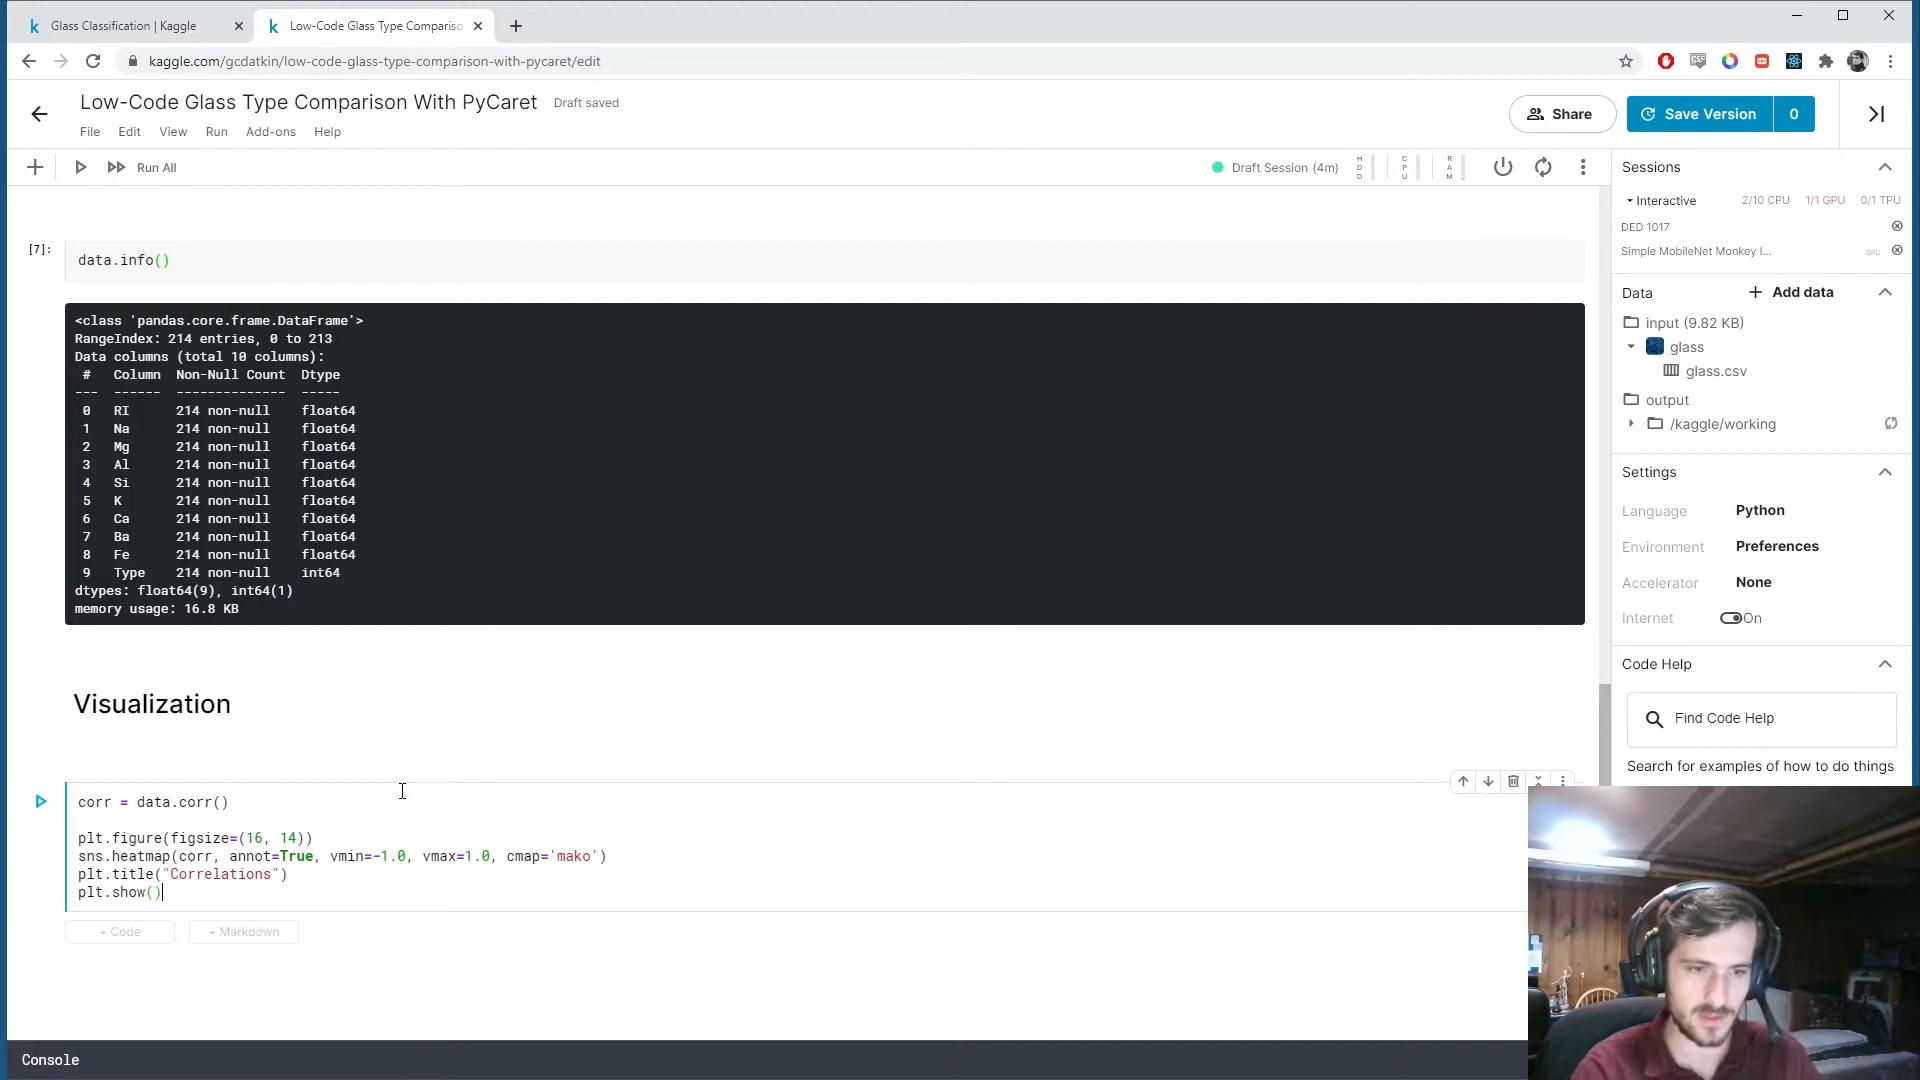 Glass Classification | Kaggle
Low-Code Glass Type Compariso
kaggle.com/gcdatkin/low-code-glass-type-comparison-with-pycaret/edit
Low-Code Glass Type Comparison With PyCaret
Draft saved
File Edit View Run Add-ons Help
Share
Save Version 0
Run All
Draft Session (4m)
HDD
CPU
RAM
[7]:
data.info()
<class 'pandas.core.frame.DataFrame'>
RangeIndex: 214 entries, 0 to 213
Data columns (total 10 columns):
# Column Non-Null Count Dtype
--- ------ -------------- -----
0 RI 214 non-null float64
1 Na 214 non-null float64
2 Mg 214 non-null float64
3 Al 214 non-null float64
4 Si 214 non-null float64
5 K 214 non-null float64
6 Ca 214 non-null float64
7 Ba 214 non-null float64
8 Fe 214 non-null float64
9 Type 214 non-null int64
dtypes: float64(9), int64(1)
memory usage: 16.8 KB
Visualization
corr = data.corr()
plt.figure(figsize=(16, 14))
sns.heatmap(corr, annot=True, vmin=-1.0, vmax=1.0, cmap='mako')
plt.title("Correlations")
plt.show()
+ Code
+ Markdown
Console
Sessions
Interactive 2/10 CPU 1/1 GPU 0/1 TPU
DED 1017
Simple MobileNet Monkey I... GPU
Data + Add data
input (9.82 KB)
glass
glass.csv
output
/kaggle/working
Settings
Language Python
Environment Preferences
Accelerator None
Internet On
Code Help
Find Code Help
Search for examples of how to do things